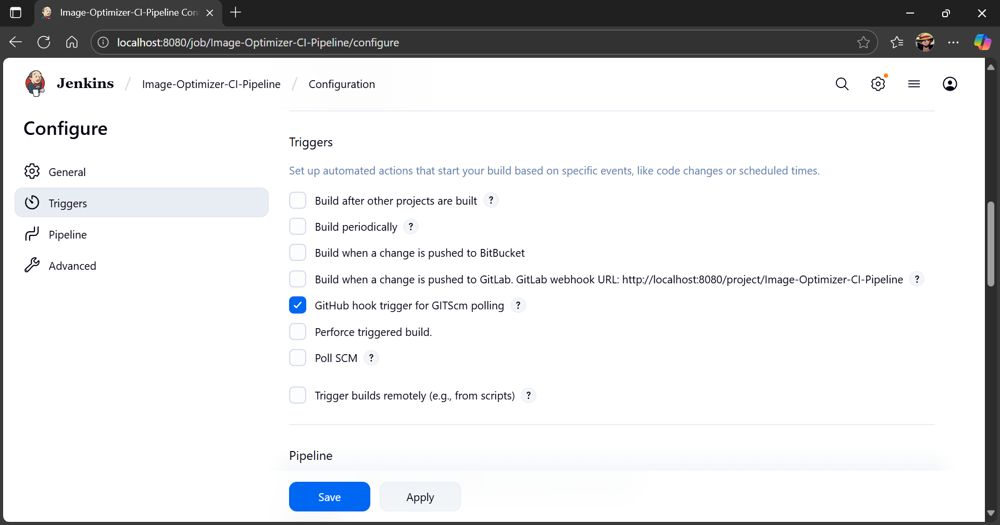 Image-Optimizer-CI-Pipeline Con
localhost:8080/job/Image-Optimizer-CI-Pipeline/configure
Jenkins / Image-Optimizer-CI-Pipeline / Configuration
Configure
General
Triggers
Pipeline
Advanced
Triggers
Set up automated actions that start your build based on specific events, like code changes or scheduled times.
Build after other projects are built ?
Build periodically ?
Build when a change is pushed to BitBucket
Build when a change is pushed to GitLab. GitLab webhook URL: http://localhost:8080/project/Image-Optimizer-CI-Pipeline ?
GitHub hook trigger for GITScm polling ?
Perforce triggered build.
Poll SCM ?
Trigger builds remotely (e.g., from scripts) ?
Pipeline
Save
Apply